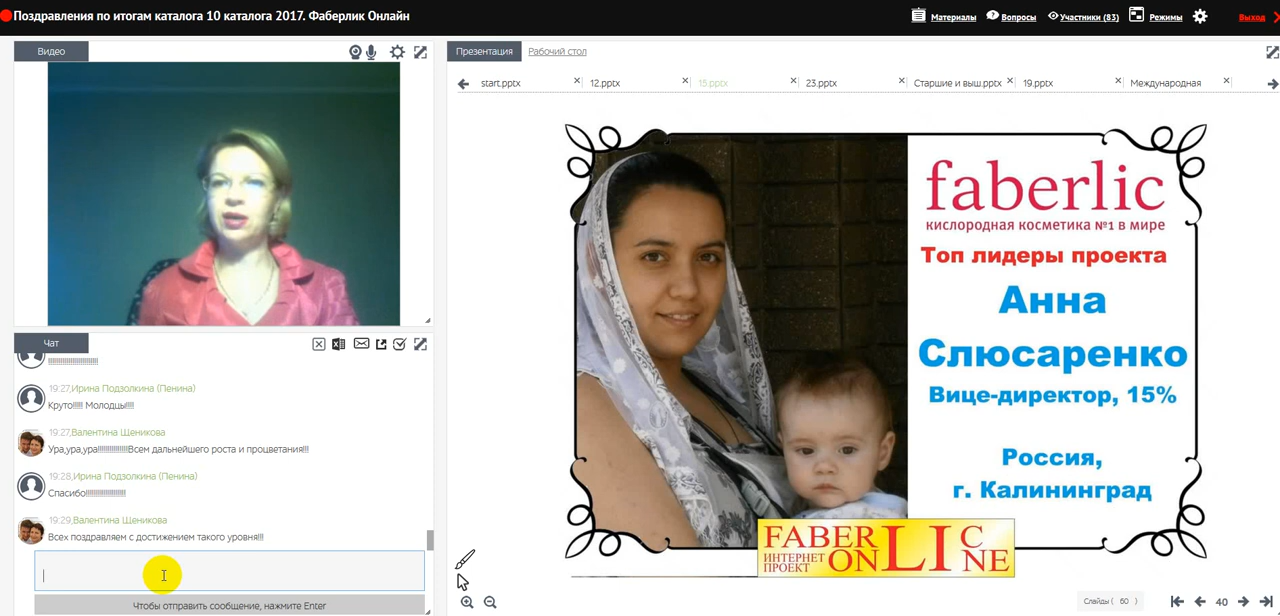 Поздравления по итогам каталога 10 каталога 2017. Фаберлик Онлайн
Материалы
Вопросы
Участники (83)
Режимы
Выход
Видео
Презентация
Рабочий стол
start.pptx
12.pptx
15.pptx
23.pptx
Старшие и выш.pptx
19.pptx
Международная
faberlic
кислородная косметика №1 в мире
Топ лидеры проекта
Анна
Слюсаренко
Вице-директор, 15%
Россия,
г. Калининград
FABERLIC
ИНТЕРНЕТ
ПРОЕКТ
ONLINE
Чат
!!!!!!!!!!!!!!!!!!!!!!!!!
19:27,Ирина Подзолкина (Пенина)
Круто!!!!! Молодцы!!!!
19:27,Валентина Щеникова
Ура,ура,ура!!!!!!!!!!!!!!!!Всем дальнейшего роста и процветания!!!
19:28,Ирина Подзолкина (Пенина)
Спасибо!!!!!!!!!!!!!!!!!!!!
19:29,Валентина Щеникова
Всех поздравляем с достижением такого уровня!!!
Чтобы отправить сообщение, нажмите Enter
Слайды ( 60 )
40